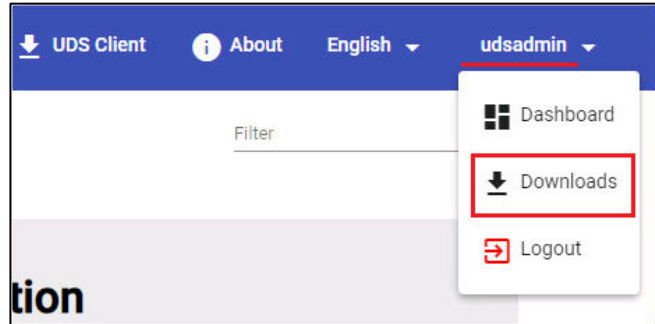 UDS Client About English udsadmin
Filter
Dashboard
Downloads
Logout
tion